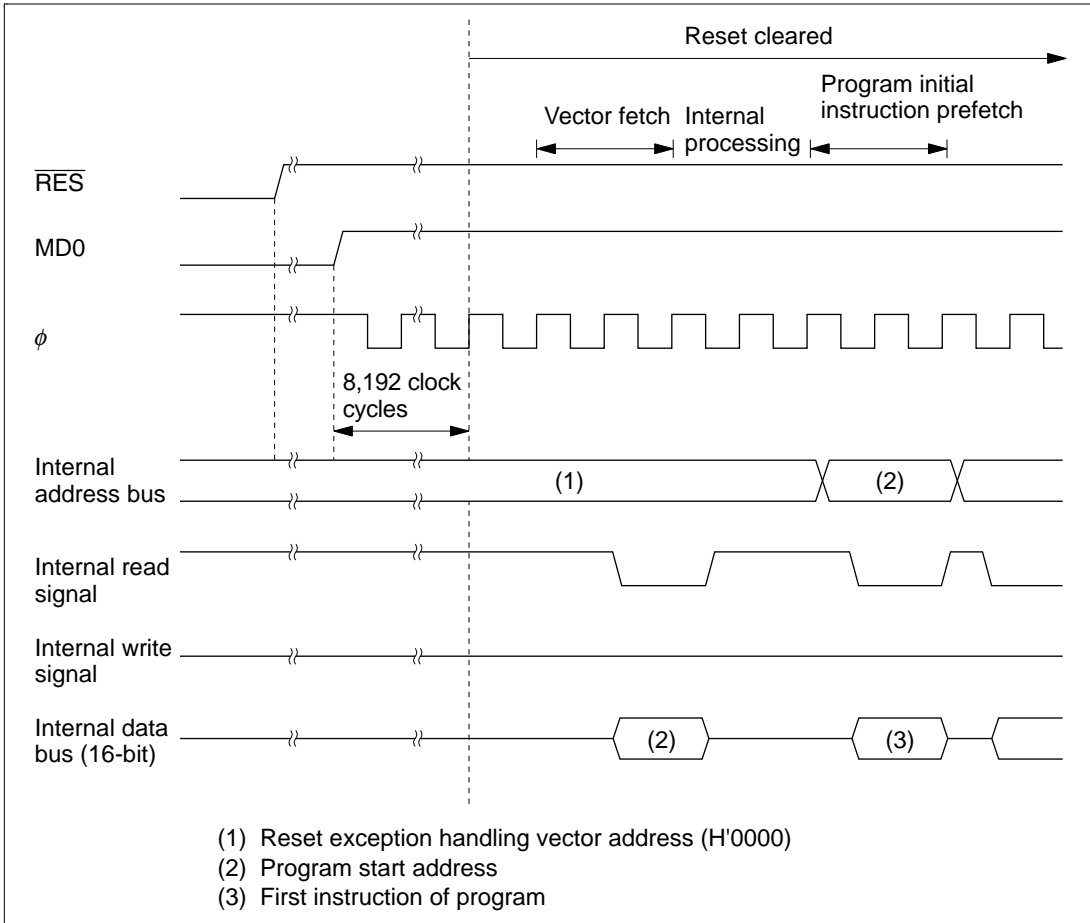 Reset cleared
Vector fetch
Internal
processing
Program initial
instruction prefetch
RES
MD0
ϕ
8,192 clock
cycles
Internal
address bus
(1)
(2)
Internal read
signal
Internal write
signal
Internal data
bus (16-bit)
(2)
(3)
(1) Reset exception handling vector address (H'0000)
(2) Program start address
(3) First instruction of program